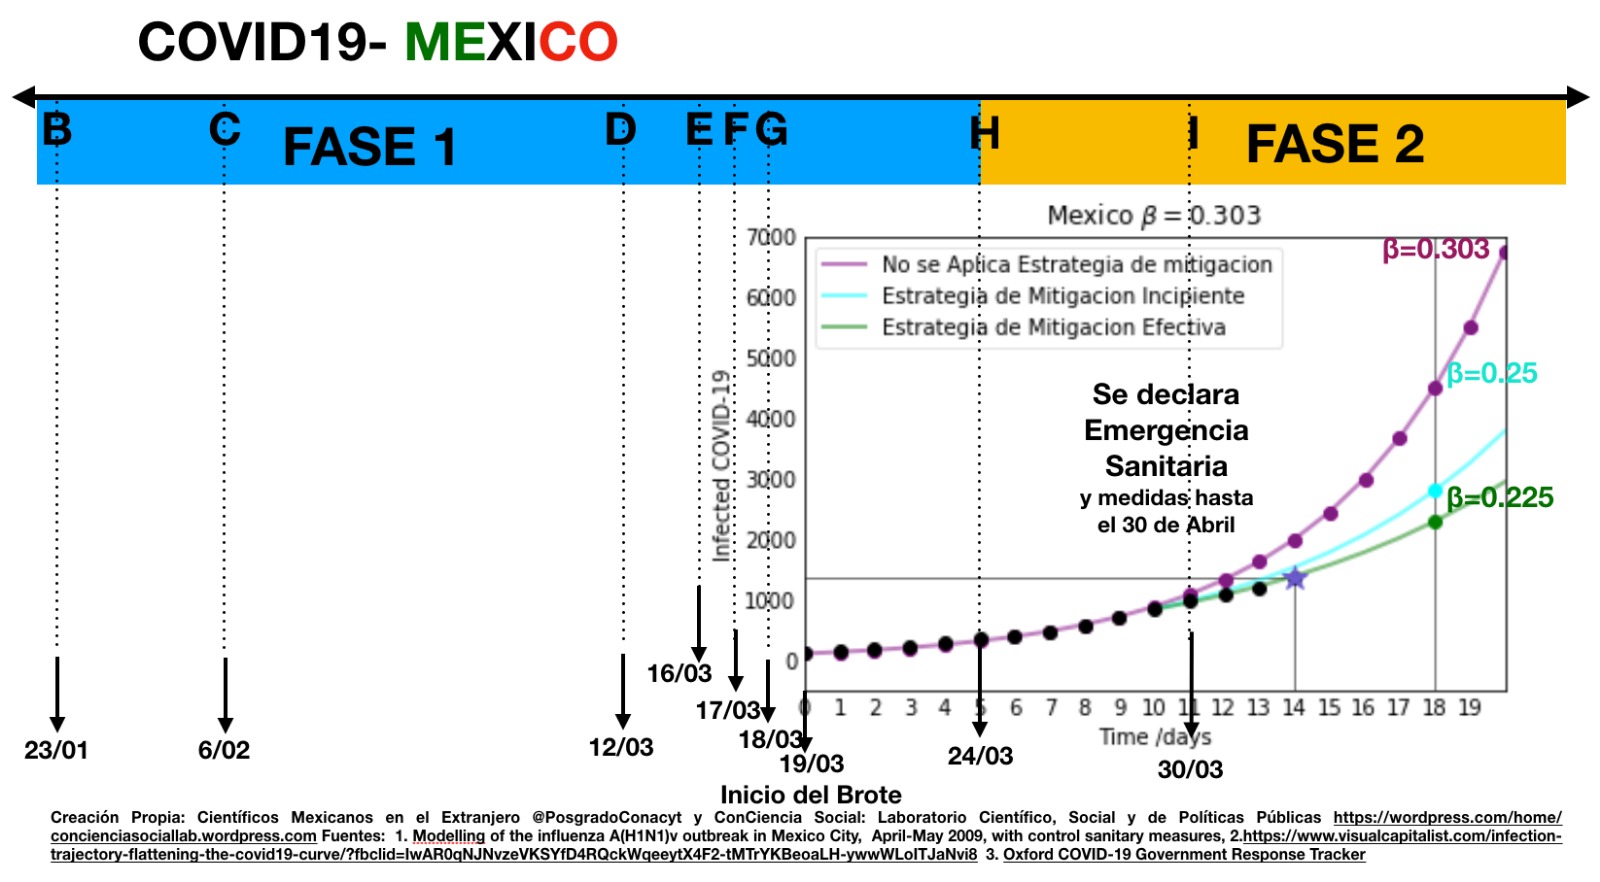 COVID19- MEXICO
B C D E F G H I
FASE 1 FASE 2
Mexico β = 0.303
7000
6000
5000
4000
3000
2000
1000
0
Infected COVID-19
No se Aplica Estrategia de mitigacion
Estrategia de Mitigacion Incipiente
Estrategia de Mitigacion Efectiva
β=0.303
β=0.25
β=0.225
Se declara
Emergencia
Sanitaria
y medidas hasta
el 30 de Abril
0 1 2 3 4 5 6 7 8 9 10 11 12 13 14 15 16 17 18 19
Time /days
23/01
6/02
12/03
16/03
17/03
18/03
19/03
24/03
30/03
Inicio del Brote
Creación Propia: Científicos Mexicanos en el Extranjero @PosgradoConacyt y ConCiencia Social: Laboratorio Científico, Social y de Políticas Públicas https://wordpress.com/home/
concienciasociallab.wordpress.com Fuentes: 1. Modelling of the influenza A(H1N1)v outbreak in Mexico City, April-May 2009, with control sanitary measures, 2.https://www.visualcapitalist.com/infection-
trajectory-flattening-the-covid19-curve/?fbclid=IwAR0qNJNvzeVKSYfD4RQckWqeeytX4F2-tMTrYKBeoaLH-ywwWLoITJaNvi8 3. Oxford COVID-19 Government Response Tracker